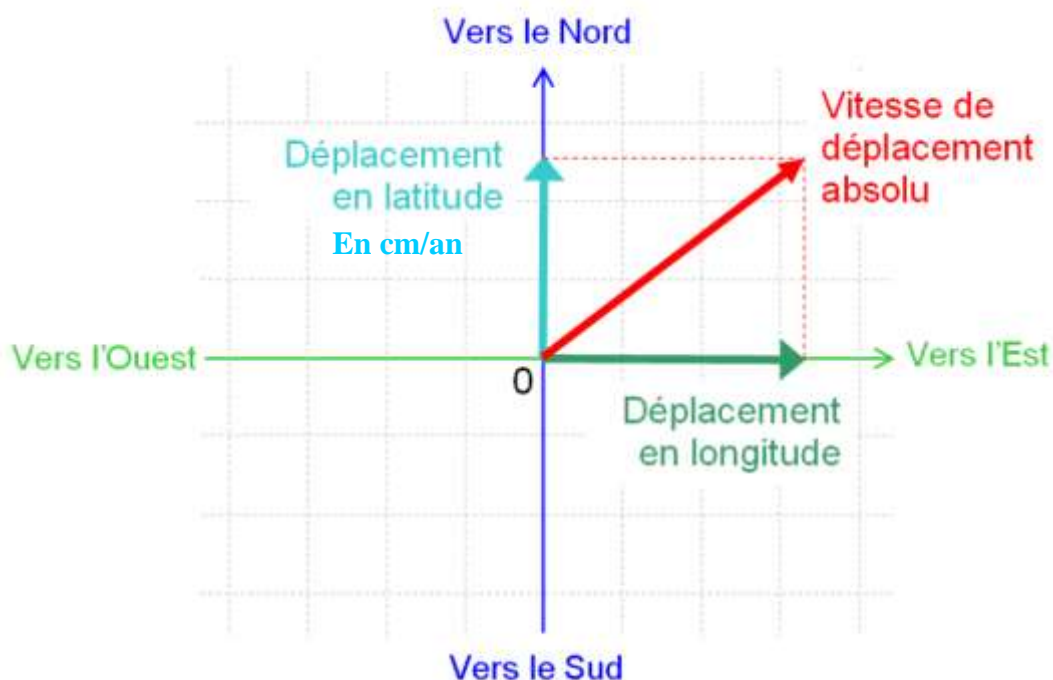 Vers le Nord
Vitesse de
déplacement
absolu
Déplacement
en latitude
En cm/an
Vers l'Ouest
Vers l'Est
0
Déplacement
en longitude
Vers le Sud